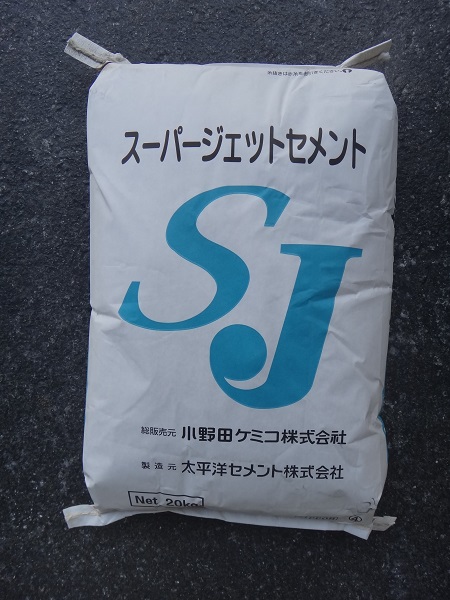 スーパージェットセメント
SJ
総販売元 小野田ケミコ株式会社
製造元 太平洋セメント株式会社
Net 20kg
④